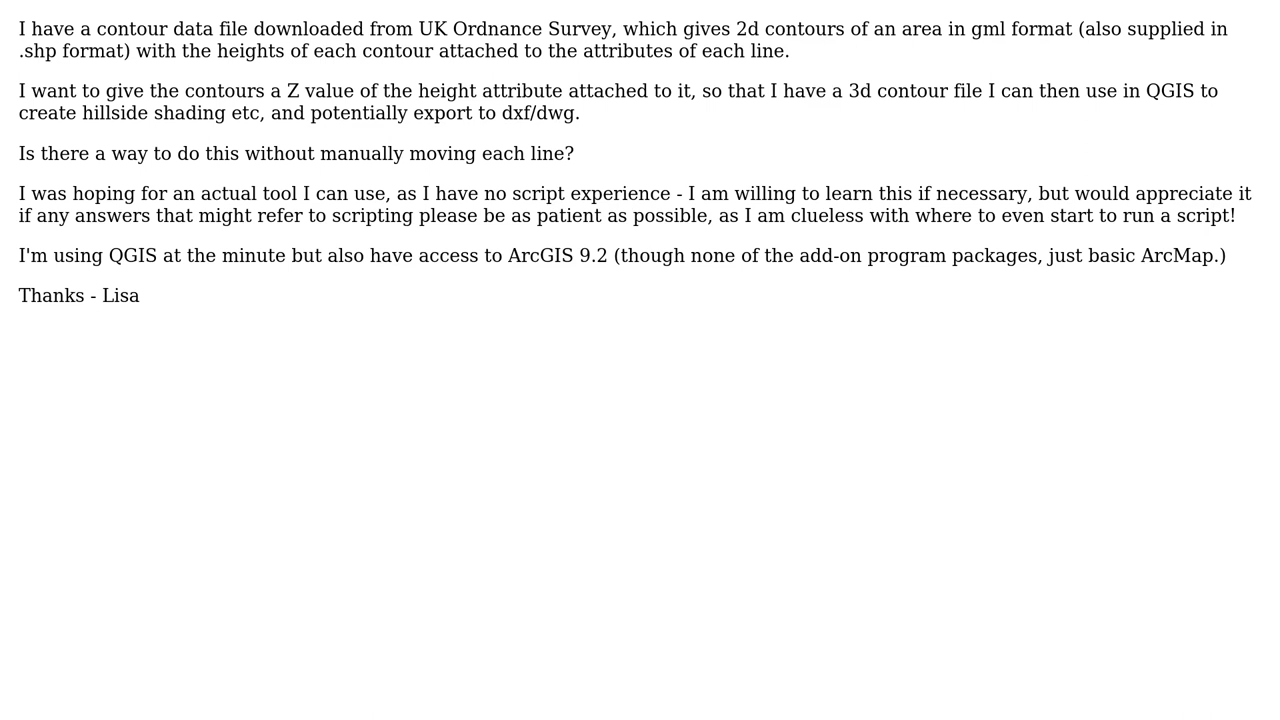 I have a contour data file downloaded from UK Ordnance Survey, which gives 2d contours of an area in gml format (also supplied in
.shp format) with the heights of each contour attached to the attributes of each line.
I want to give the contours a Z value of the height attribute attached to it, so that I have a 3d contour file I can then use in QGIS to
create hillside shading etc, and potentially export to dxf/dwg.
Is there a way to do this without manually moving each line?
I was hoping for an actual tool I can use, as I have no script experience - I am willing to learn this if necessary, but would appreciate it
if any answers that might refer to scripting please be as patient as possible, as I am clueless with where to even start to run a script!
I'm using QGIS at the minute but also have access to ArcGIS 9.2 (though none of the add-on program packages, just basic ArcMap.)
Thanks - Lisa